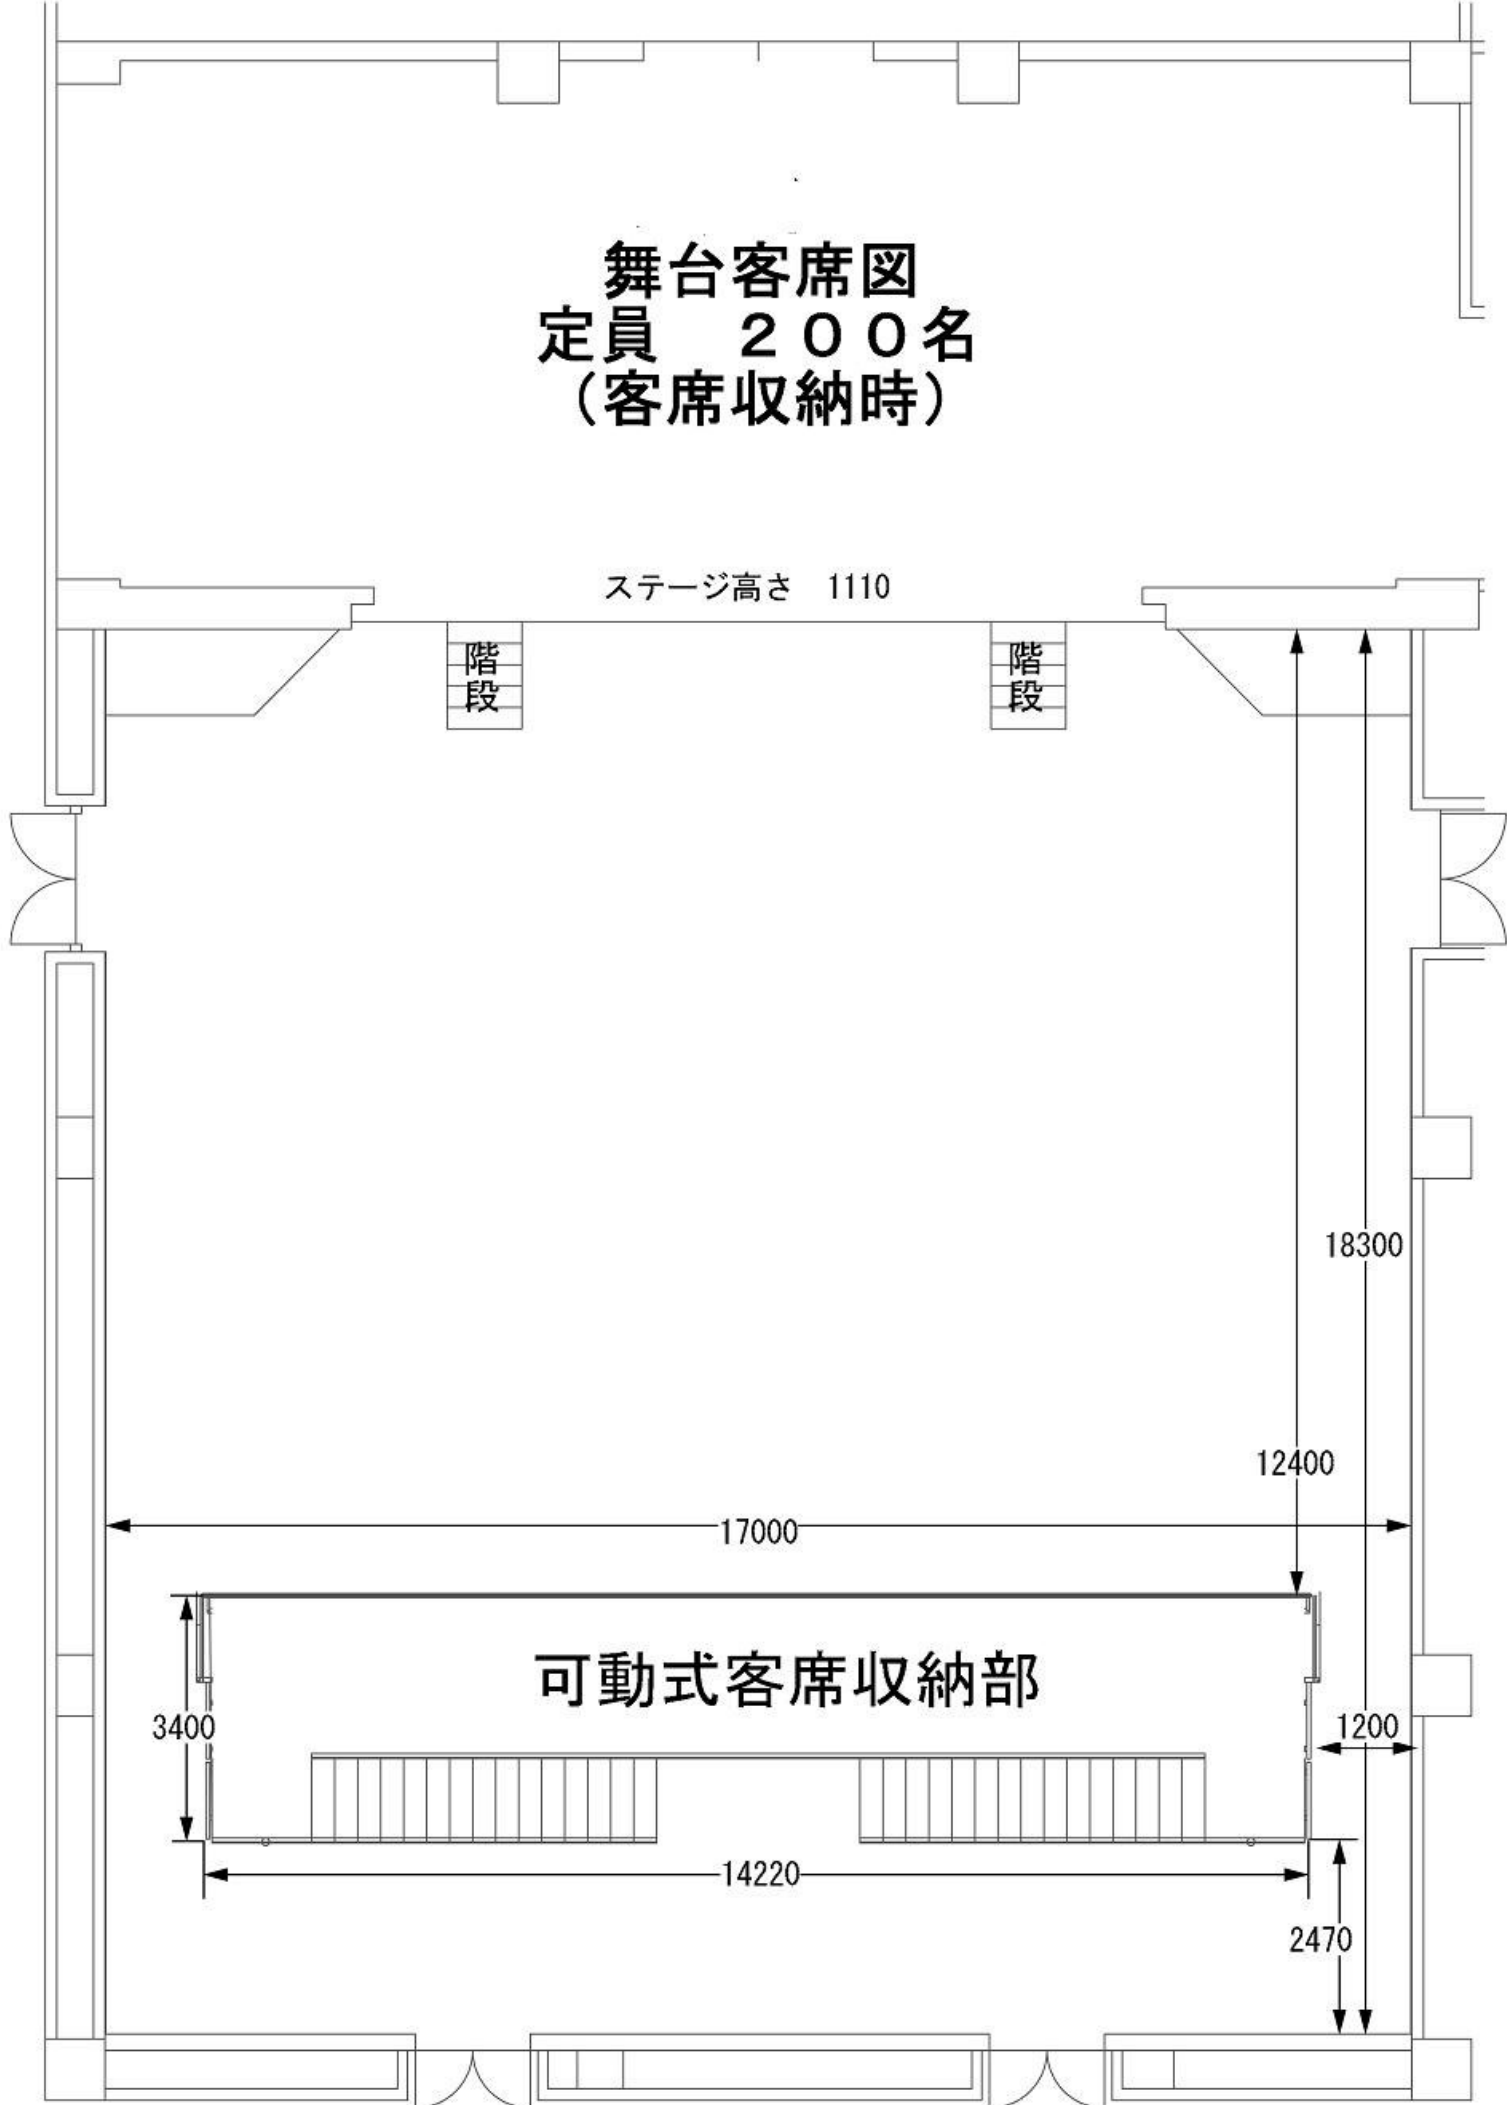 舞台客席図
定員　２００名
（客席収納時）
ステージ高さ　1110
階段
階段
18300
12400
17000
可動式客席収納部
3400
1200
14220
2470